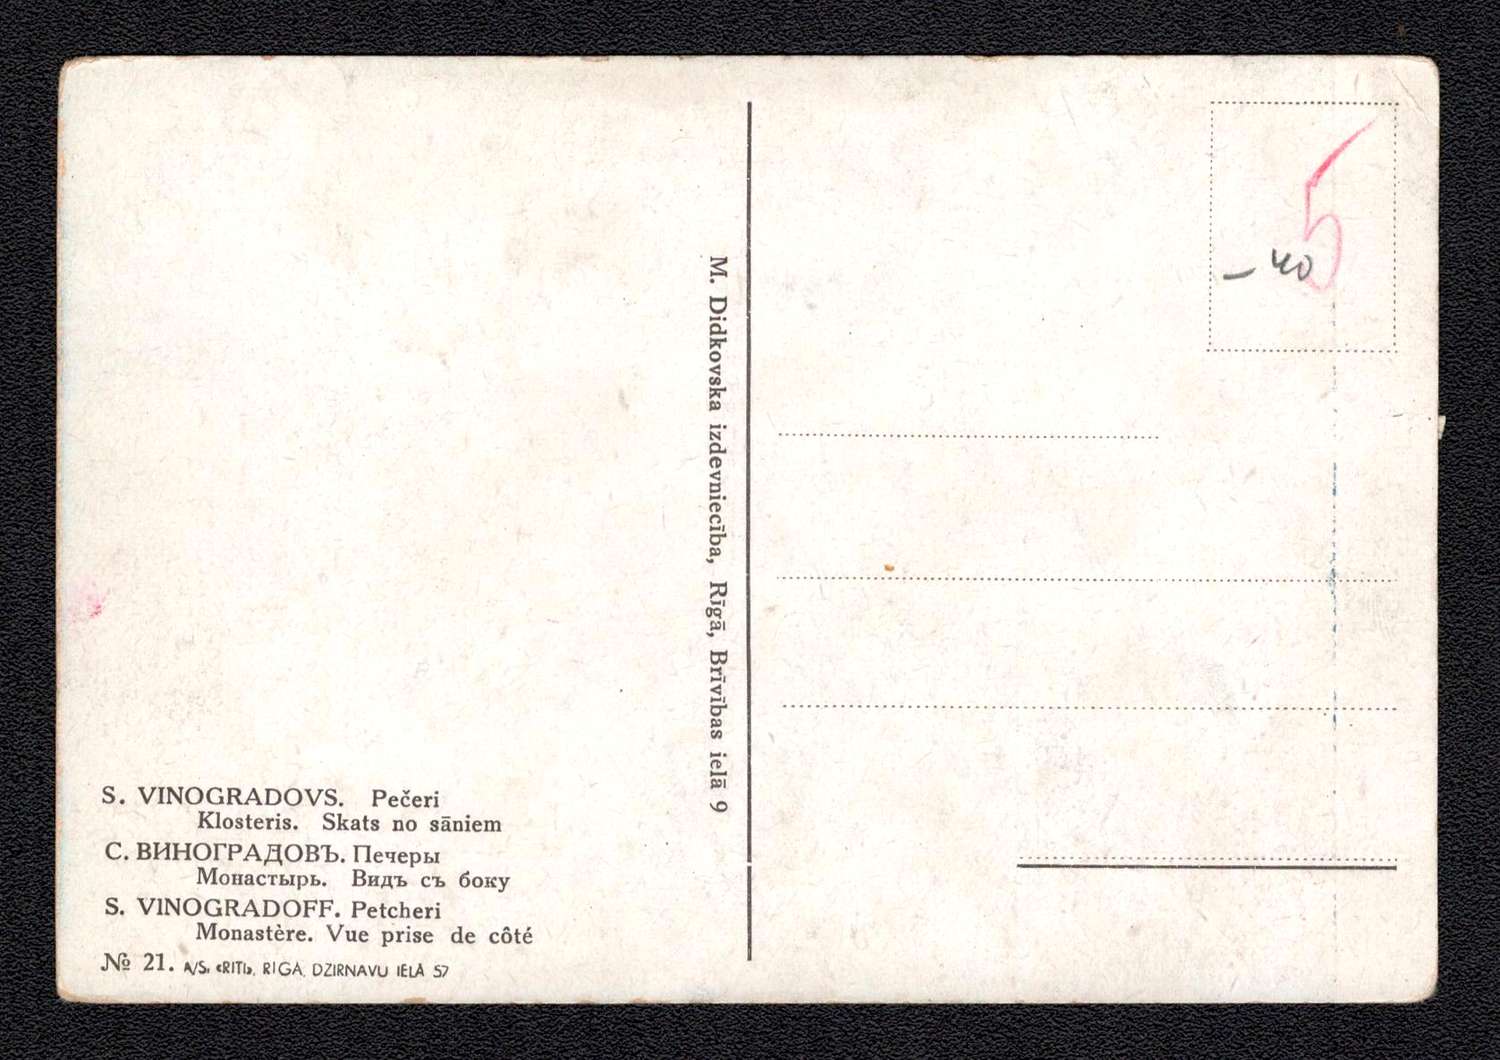 5
– 40
M. Didkovska izdevniecība, Rīgā, Brīvības ielā 9
S. VINOGRADOVS. Pečeri
Klosteris. Skats no sāniem
С. ВИНОГРАДОВЪ. Печеры
Монастырь. Видъ съ боку
S. VINOGRADOFF. Petcheri
Monastère. Vue prise de côté
№ 21. A/S. «RITI», RIGA, DZIRNAVU IELĀ 57